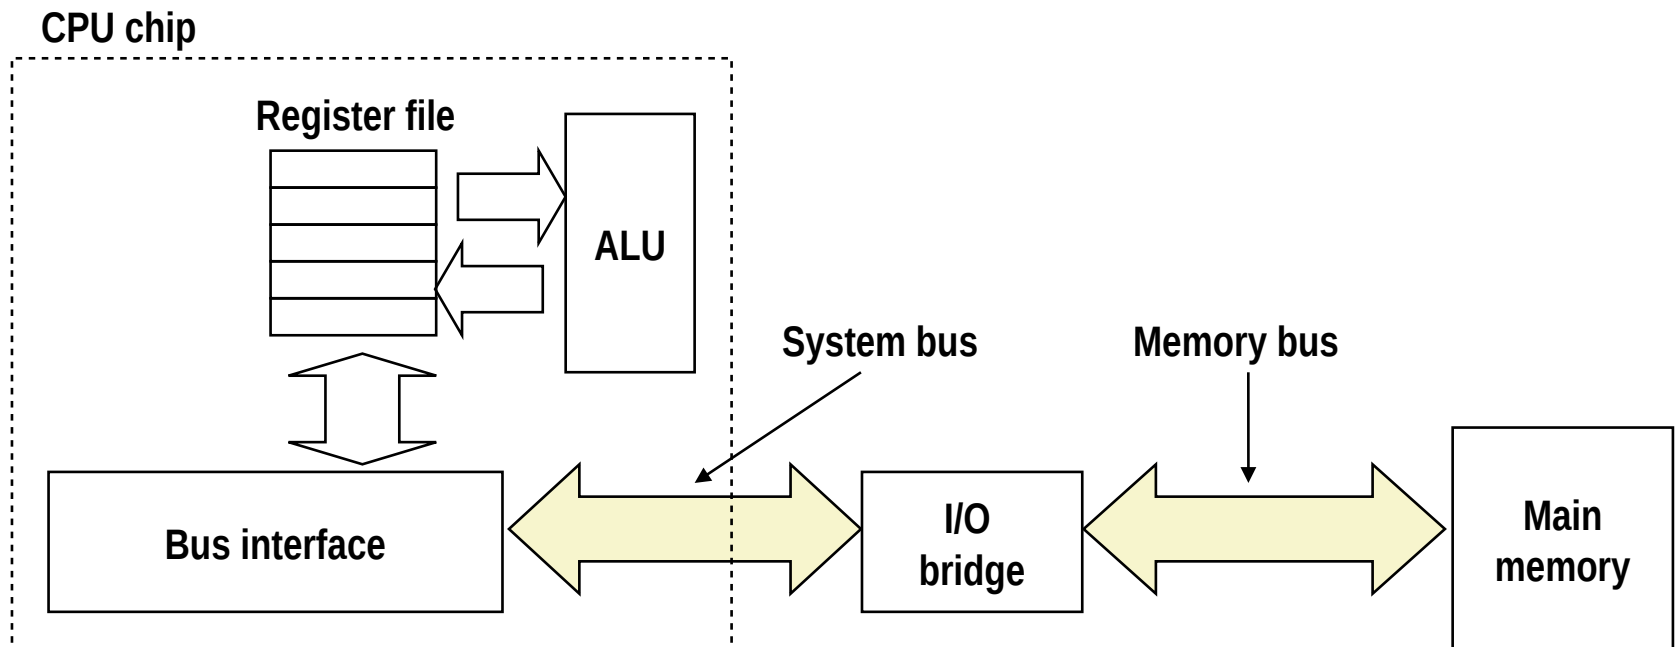 CPU chip
Register file
ALU
System bus
Memory bus
Bus interface
I/O
bridge
Main
memory